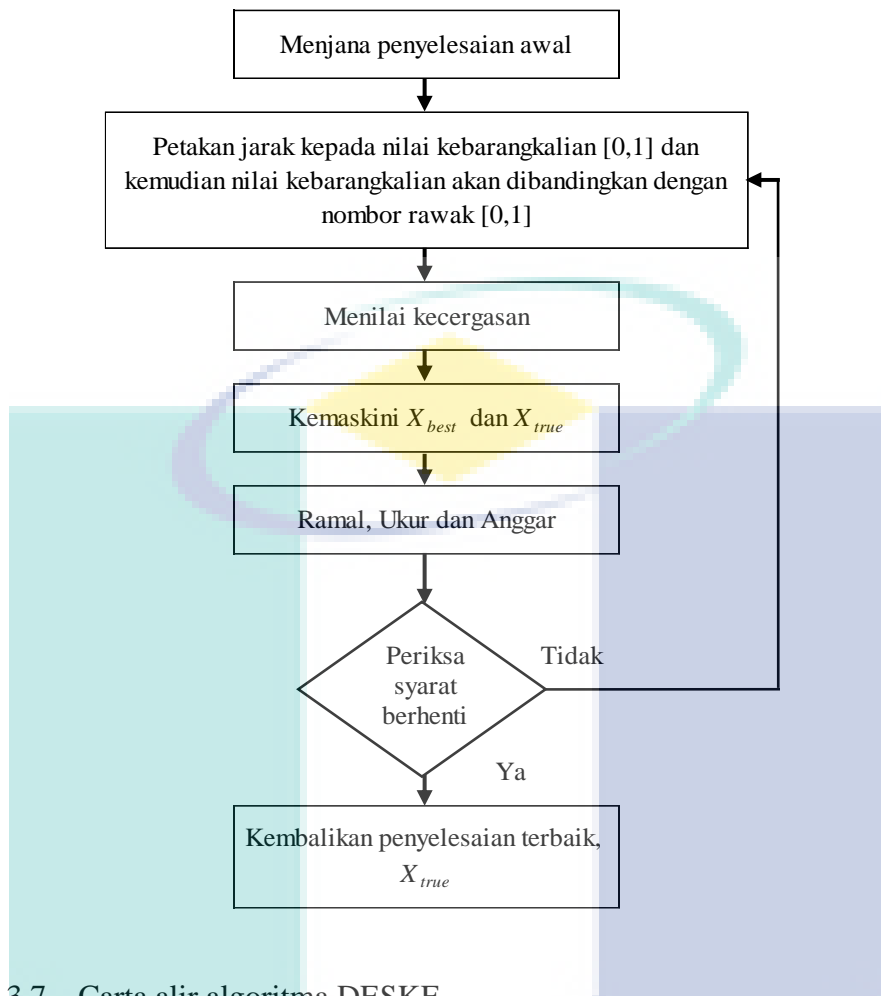 Menjana penyelesaian awal
Petakan jarak kepada nilai kebarangkalian [0,1] dan
kemudian nilai kebarangkalian akan dibandingkan dengan
nombor rawak [0,1]
Menilai kecergasan
Kemaskini X_best dan X_true
Ramal, Ukur dan Anggar
Periksa
syarat
berhenti
Tidak
Ya
Kembalikan penyelesaian terbaik,
X_true
3.7 Carta alir algoritma DESKF